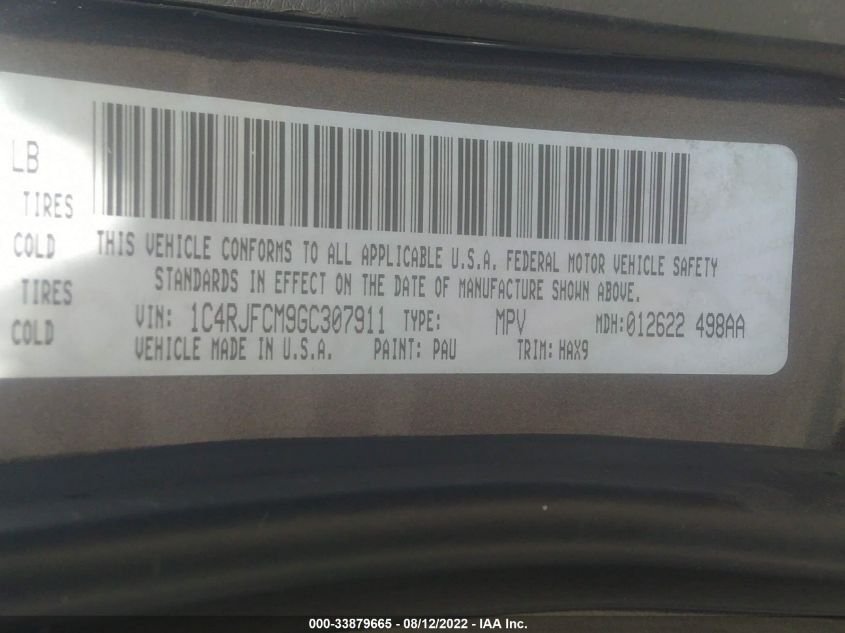 LB
TIRES
COLD
TIRES
COLD
THIS VEHICLE CONFORMS TO ALL APPLICABLE U.S.A. FEDERAL MOTOR VEHICLE SAFETY
STANDARDS IN EFFECT ON THE DATE OF MANUFACTURE SHOWN ABOVE.
VIN: 1C4RJFCM9GC307911 TYPE: MPV MDH:012622 498AA
VEHICLE MADE IN U.S.A. PAINT: PAU TRIM: HAX9
000-33879665 - 08/12/2022 - IAA Inc.